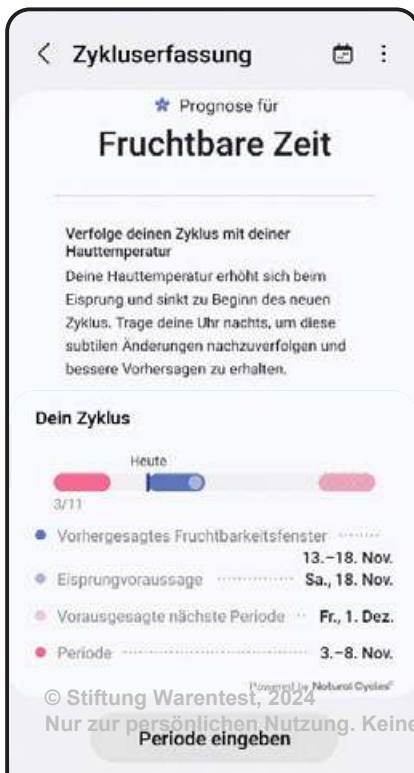 Zykluserfassung
Prognose für
Fruchtbare Zeit
Verfolge deinen Zyklus mit deiner
Hauttemperatur
Deine Hauttemperatur erhöht sich beim
Eisprung und sinkt zu Beginn des neuen
Zyklus. Trage deine Uhr nachts, um diese
subtilen Änderungen nachzuverfolgen und
bessere Vorhersagen zu erhalten.
Dein Zyklus
Heute
3/11
Vorhergesagtes Fruchtbarkeitsfenster
13.–18. Nov.
Eisprungvoraussage Sa., 18. Nov.
Vorausgesagte nächste Periode Fr., 1. Dez.
Periode 3.–8. Nov.
Powered by Natural Cycles°
© Stiftung Warentest, 2024
Nur zur persönlichen Nutzung. Keine
Periode eingeben